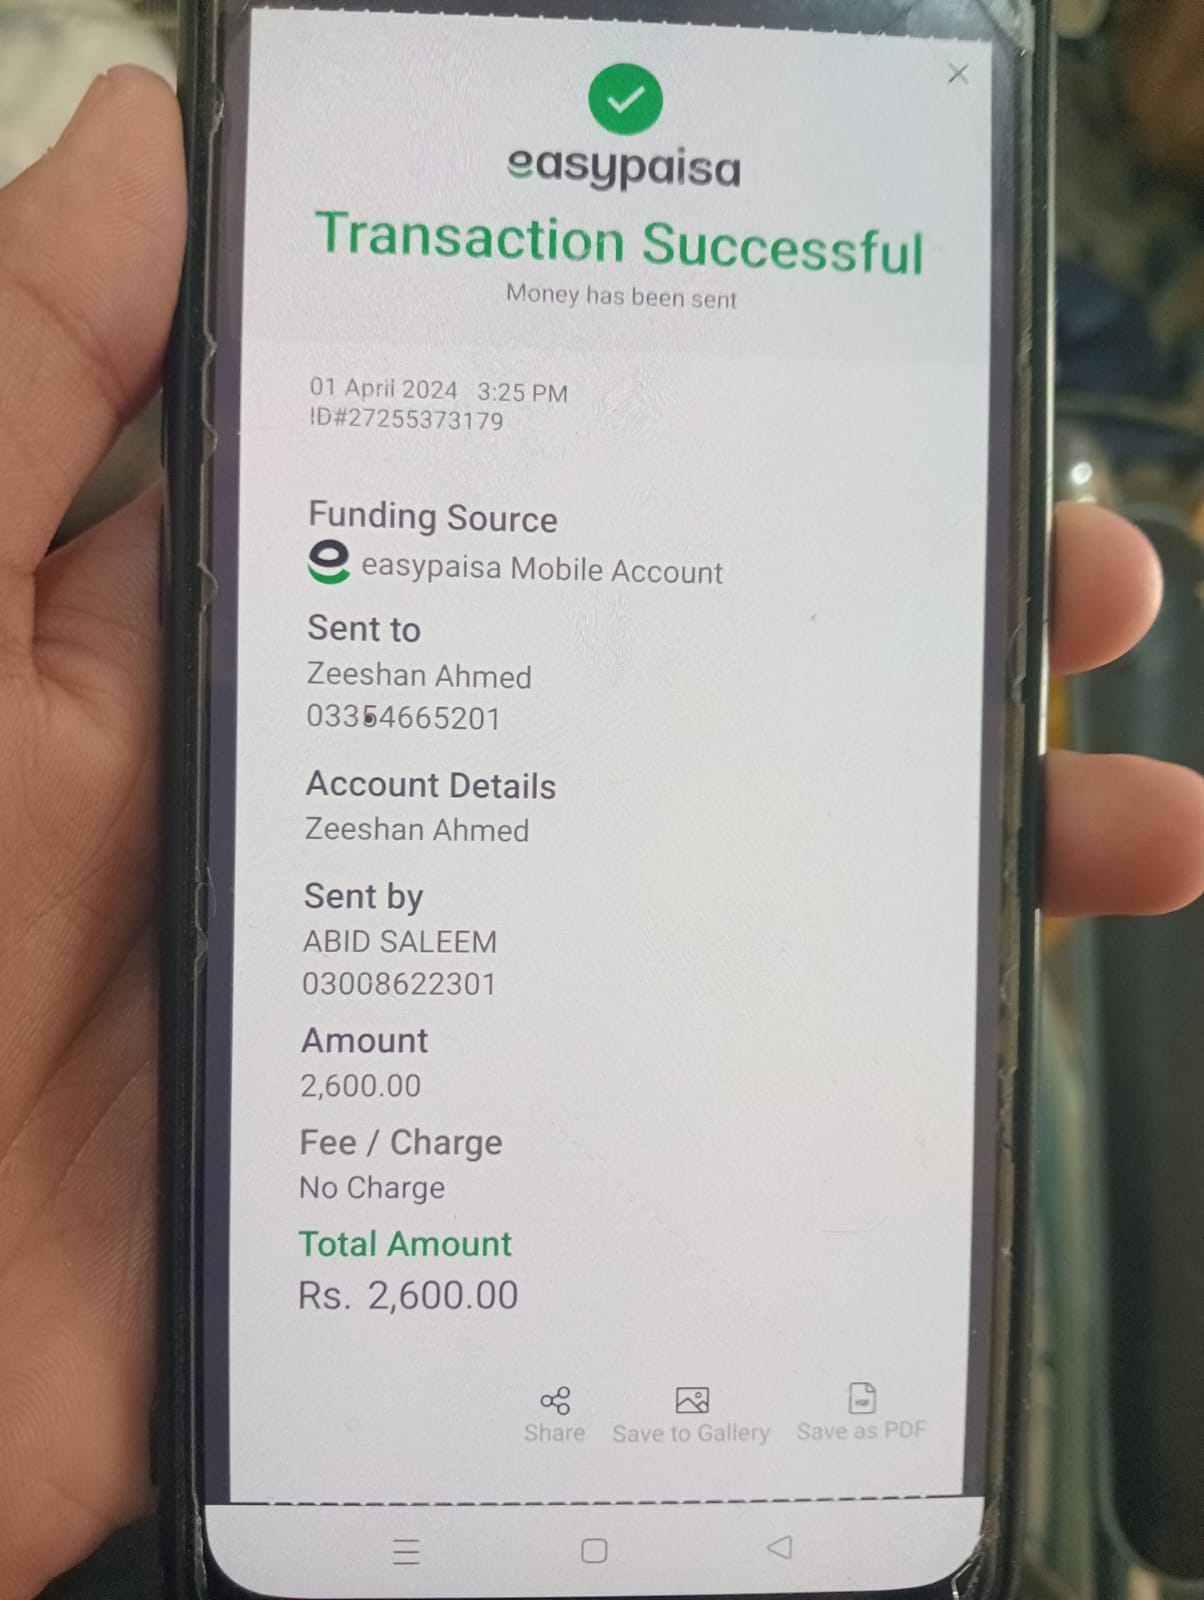 easypaisa
Transaction Successful
Money has been sent
01 April 2024 3:25 PM
ID#27255373179
Funding Source
easypaisa Mobile Account
Sent to
Zeeshan Ahmed
03354665201
Account Details
Zeeshan Ahmed
Sent by
ABID SALEEM
03008622301
Amount
2,600.00
Fee / Charge
No Charge
Total Amount
Rs. 2,600.00
PDF
Share Save to Gallery Save as PDF